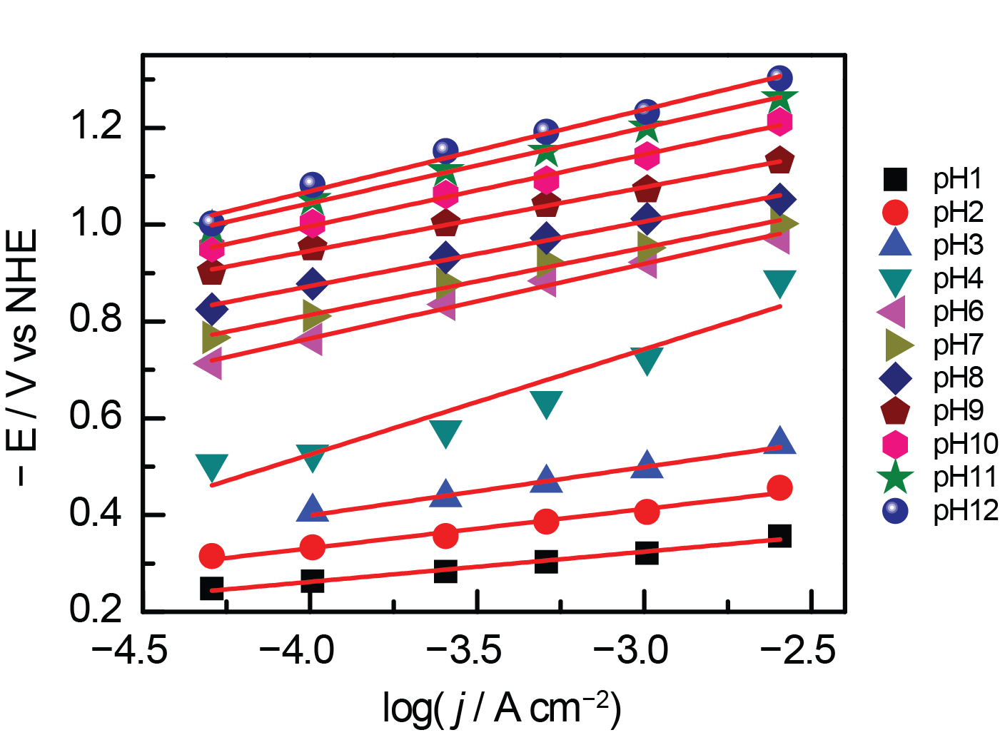 − E / V vs NHE
1.2
1.0
0.8
0.6
0.4
0.2
−4.5 −4.0 −3.5 −3.0 −2.5
log( j / A cm⁻²)
pH1
pH2
pH3
pH4
pH6
pH7
pH8
pH9
pH10
pH11
pH12